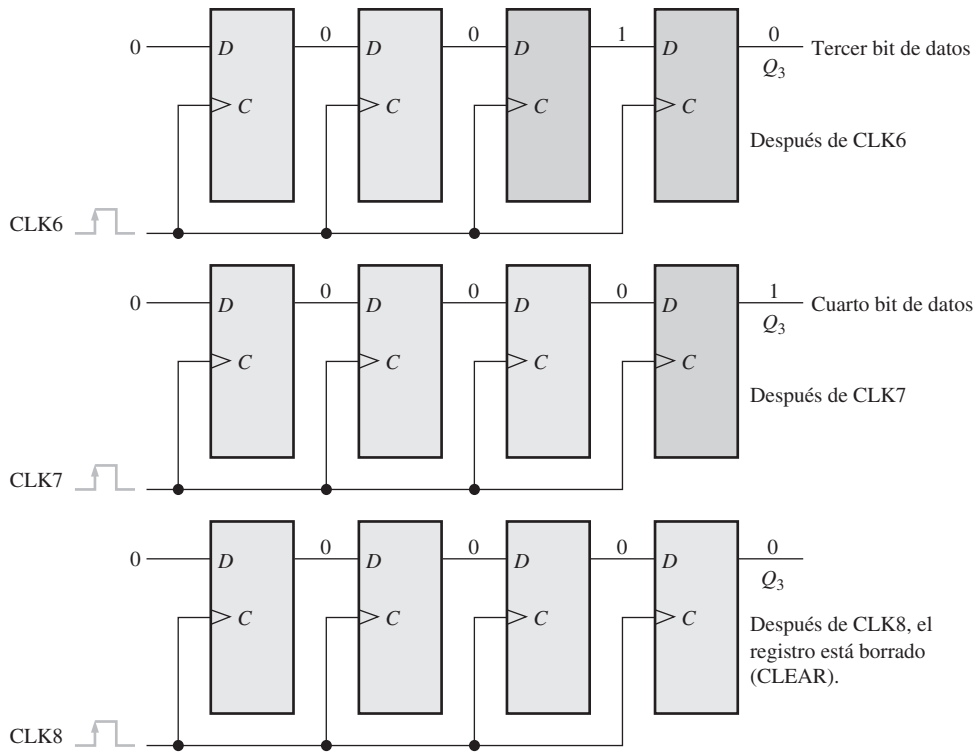 0 D 0 D 0 D 1 D 0 Tercer bit de datos
Q3
C C C C
Después de CLK6
CLK6
0 D 0 D 0 D 0 D 1 Cuarto bit de datos
Q3
C C C C
Después de CLK7
CLK7
0 D 0 D 0 D 0 D 0
Q3
C C C C
Después de CLK8, el
registro está borrado
(CLEAR).
CLK8